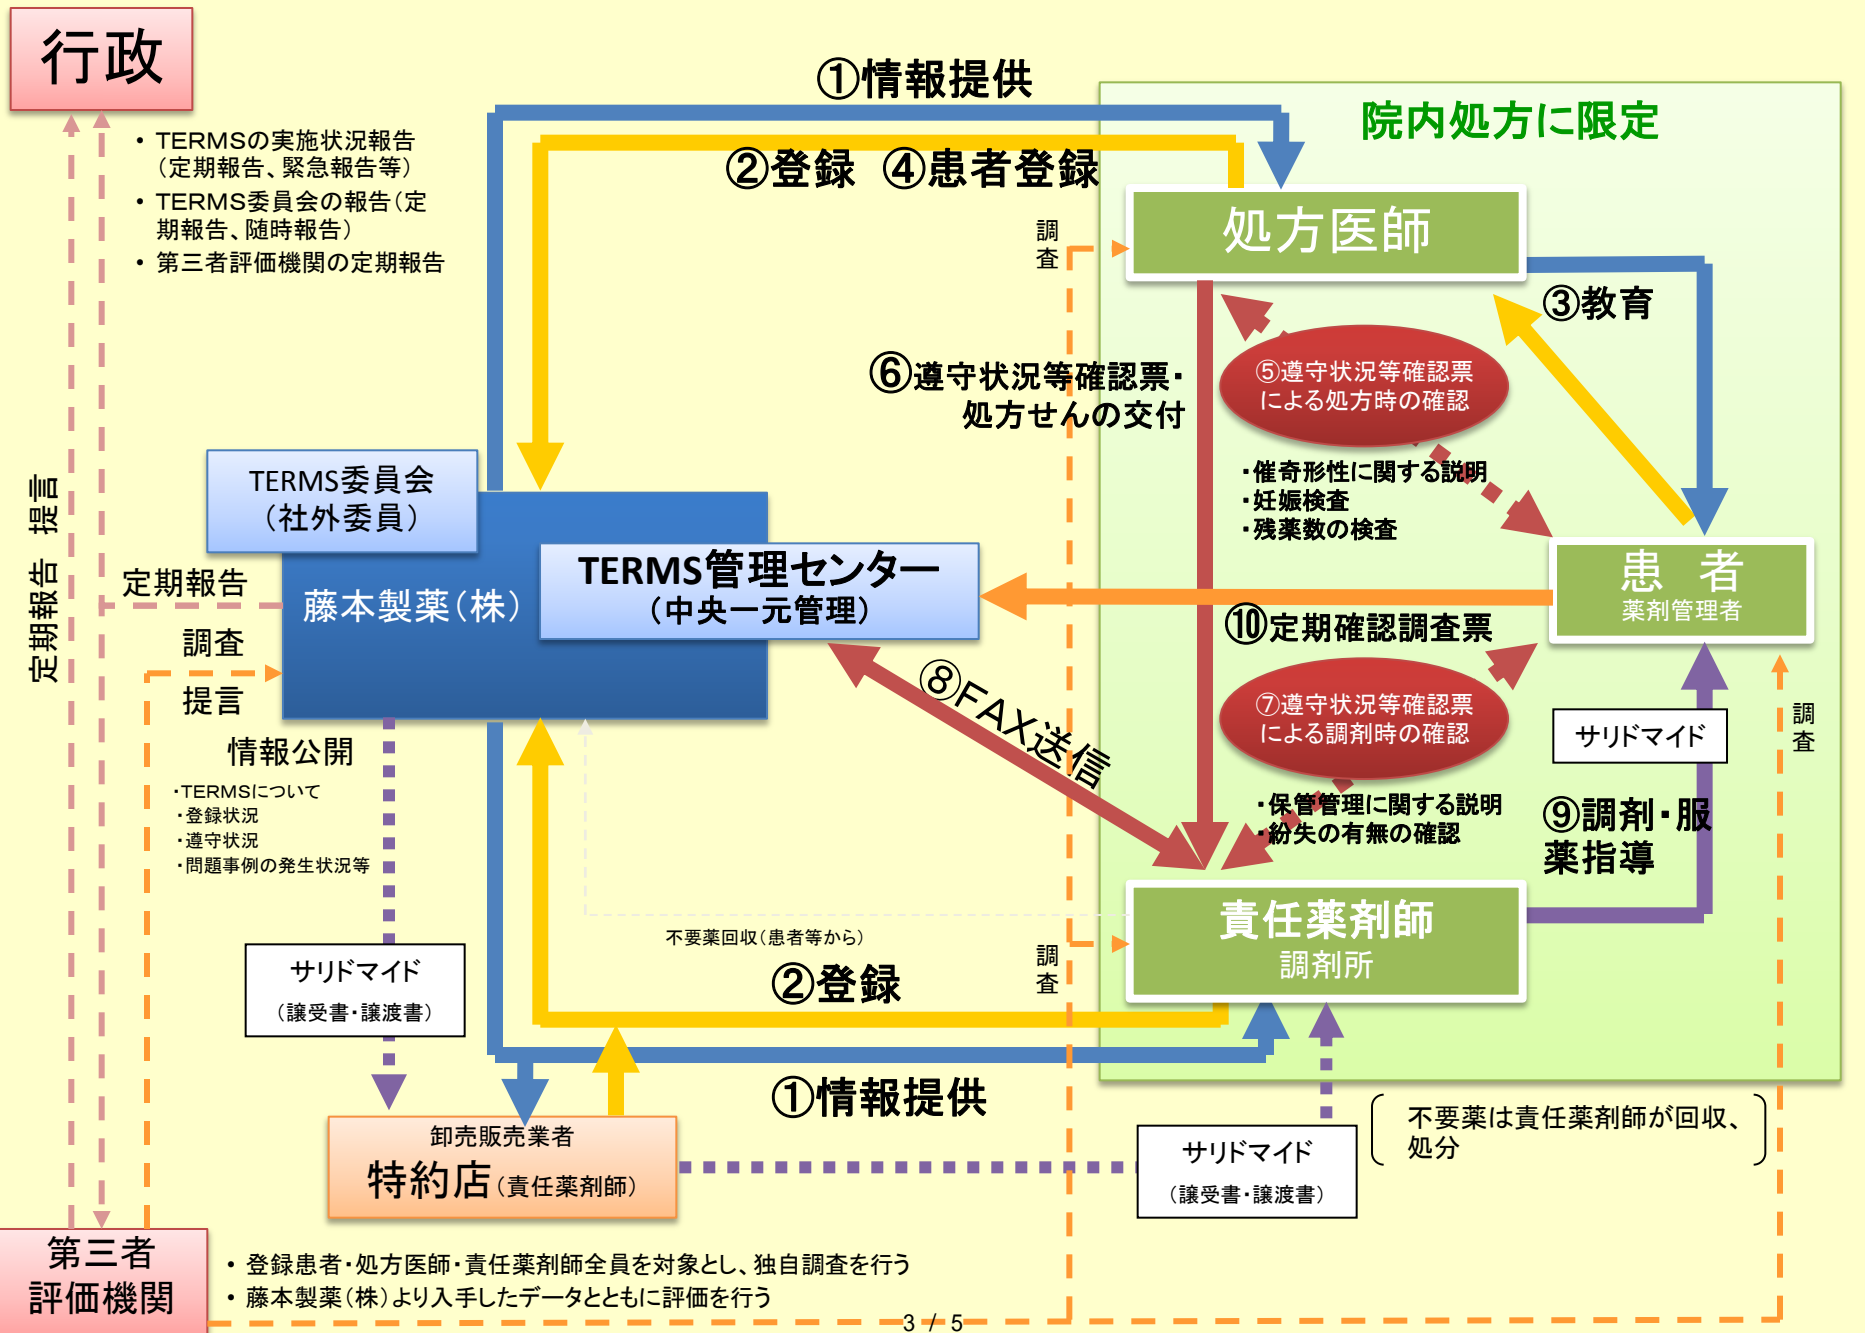 行政
・TERMSの実施状況報告
（定期報告、緊急報告等）
・TERMS委員会の報告（定
期報告、随時報告）
・第三者評価機関の定期報告
①情報提供
②登録 ④患者登録
院内処方に限定
処方医師
調査
③教育
⑤遵守状況等確認票
による処方時の確認
⑥遵守状況等確認票・
処方せんの交付
・催奇形性に関する説明
・妊娠検査
・残薬数の検査
定期報告 提言
TERMS委員会
（社外委員）
藤本製薬（株）
TERMS管理センター
（中央一元管理）
定期報告
調査
提言
患 者
薬剤管理者
⑩定期確認調査票
⑧FAX送信
⑦遵守状況等確認票
による調剤時の確認
・保管管理に関する説明
・紛失の有無の確認
サリドマイド
調査
⑨調剤・服
薬指導
情報公開
・TERMSについて
・登録状況
・遵守状況
・問題事例の発生状況等
責任薬剤師
調剤所
不要薬回収（患者等から）
調査
②登録
サリドマイド
（譲受書・譲渡書）
①情報提供
卸売販売業者
特約店（責任薬剤師）
サリドマイド
（譲受書・譲渡書）
不要薬は責任薬剤師が回収、
処分
第三者
評価機関
・登録患者・処方医師・責任薬剤師全員を対象とし、独自調査を行う
・藤本製薬（株）より入手したデータとともに評価を行う
3 / 5